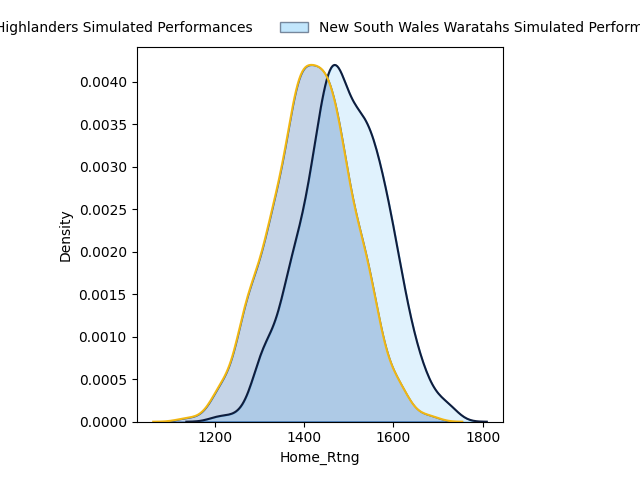 Highlanders Simulated Performances New South Wales Waratahs Simulated Perform
0.0040
0.0035
0.0030
0.0025
0.0020
0.0015
0.0010
0.0005
0.0000
Density
1200 1400 1600 1800
Home_Rtng